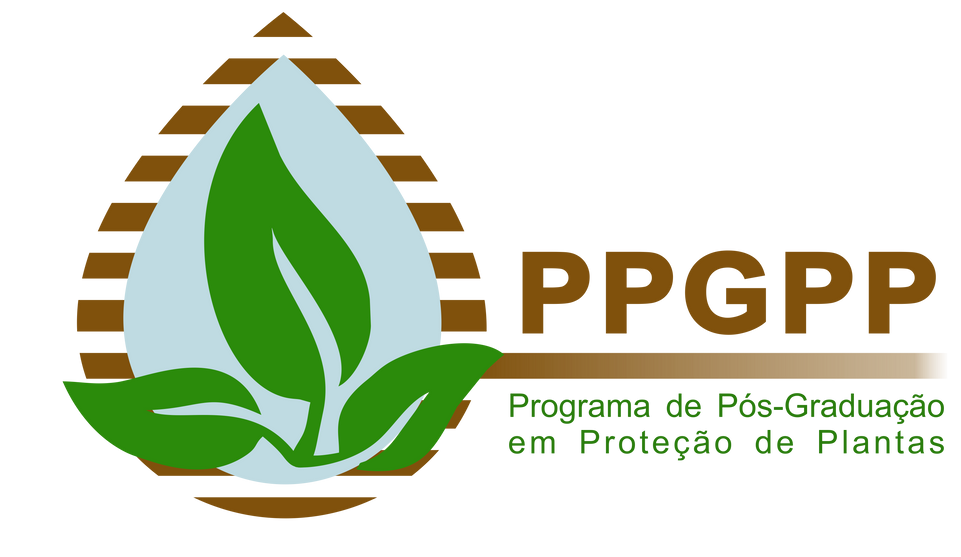 PPGPP
Programa de Pós-Graduação
em Proteção de Plantas